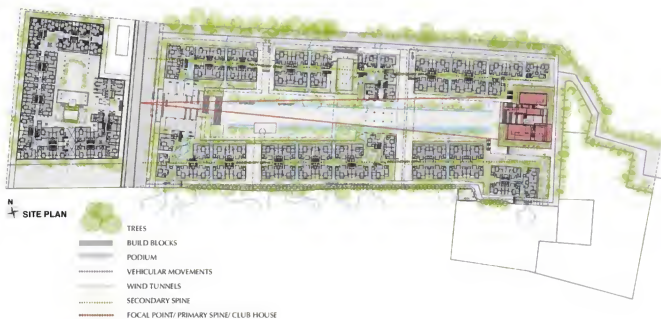 N
SITE PLAN
TREES
BUILD BLOCKS
PODIUM
VEHICULAR MOVEMENTS
WIND TUNNELS
SECONDARY SPINE
FOCAL POINT/ PRIMARY SPINE/ CLUB HOUSE